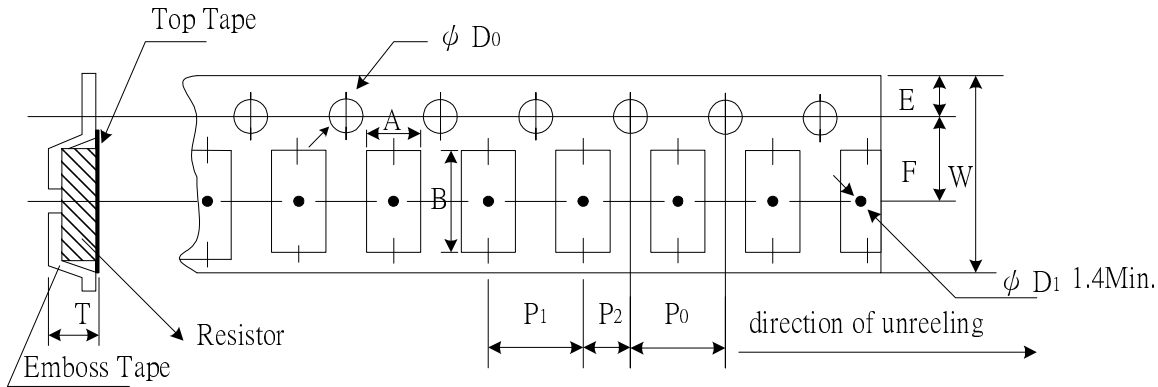 Top Tape
ψ D0
A
E
B
F
W
T
P1
P2
P0
ψ D1 1.4Min.
direction of unreeling
Resistor
Emboss Tape